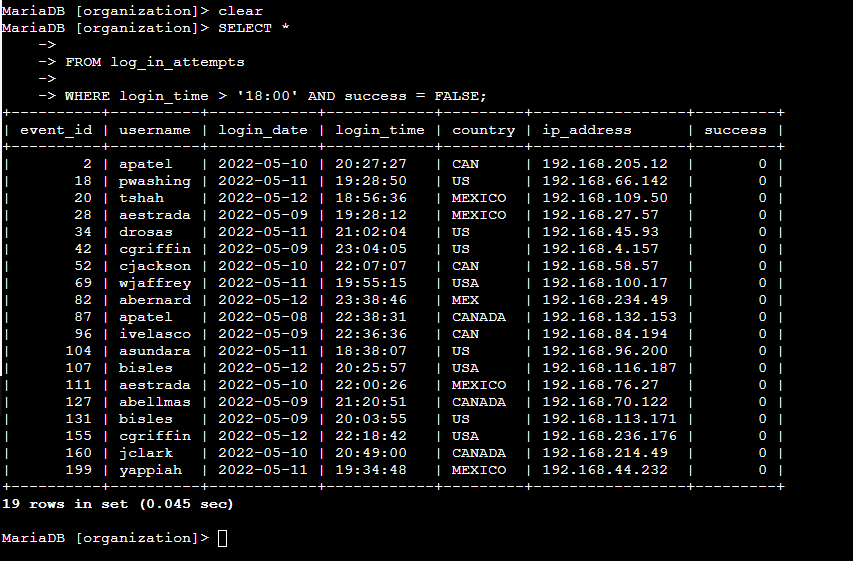 MariaDB [organization]> clear
MariaDB [organization]> SELECT *
    ->
    -> FROM log_in_attempts
    ->
    -> WHERE login_time > '18:00' AND success = FALSE;
+----------+----------+------------+------------+---------+-----------------+---------+
| event_id | username | login_date | login_time | country | ip_address      | success |
+----------+----------+------------+------------+---------+-----------------+---------+
|        2 | apatel   | 2022-05-10 | 20:27:27   | CAN     | 192.168.205.12  |       0 |
|       18 | pwashing | 2022-05-11 | 19:28:50   | US      | 192.168.66.142  |       0 |
|       20 | tshah    | 2022-05-12 | 18:56:36   | MEXICO  | 192.168.109.50  |       0 |
|       28 | aestrada | 2022-05-09 | 19:28:12   | MEXICO  | 192.168.27.57   |       0 |
|       34 | drosas   | 2022-05-11 | 21:02:04   | US      | 192.168.45.93   |       0 |
|       42 | cgriffin | 2022-05-09 | 23:04:05   | US      | 192.168.4.157   |       0 |
|       52 | cjackson | 2022-05-10 | 22:07:07   | CAN     | 192.168.58.57   |       0 |
|       69 | wjaffrey | 2022-05-11 | 19:55:15   | USA     | 192.168.100.17  |       0 |
|       82 | abernard | 2022-05-12 | 23:38:46   | MEX     | 192.168.234.49  |       0 |
|       87 | apatel   | 2022-05-08 | 22:38:31   | CANADA  | 192.168.132.153 |       0 |
|       96 | ivelasco | 2022-05-09 | 22:36:36   | CAN     | 192.168.84.194  |       0 |
|      104 | asundara | 2022-05-11 | 18:38:07   | US      | 192.168.96.200  |       0 |
|      107 | bisles   | 2022-05-12 | 20:25:57   | USA     | 192.168.116.187 |       0 |
|      111 | aestrada | 2022-05-10 | 22:00:26   | MEXICO  | 192.168.76.27   |       0 |
|      127 | abellmas | 2022-05-09 | 21:20:51   | CANADA  | 192.168.70.122  |       0 |
|      131 | bisles   | 2022-05-09 | 20:03:55   | US      | 192.168.113.171 |       0 |
|      155 | cgriffin | 2022-05-12 | 22:18:42   | USA     | 192.168.236.176 |       0 |
|      160 | jclark   | 2022-05-10 | 20:49:00   | CANADA  | 192.168.214.49  |       0 |
|      199 | yappiah  | 2022-05-11 | 19:34:48   | MEXICO  | 192.168.44.232  |       0 |
+----------+----------+------------+------------+---------+-----------------+---------+
19 rows in set (0.045 sec)
MariaDB [organization]>